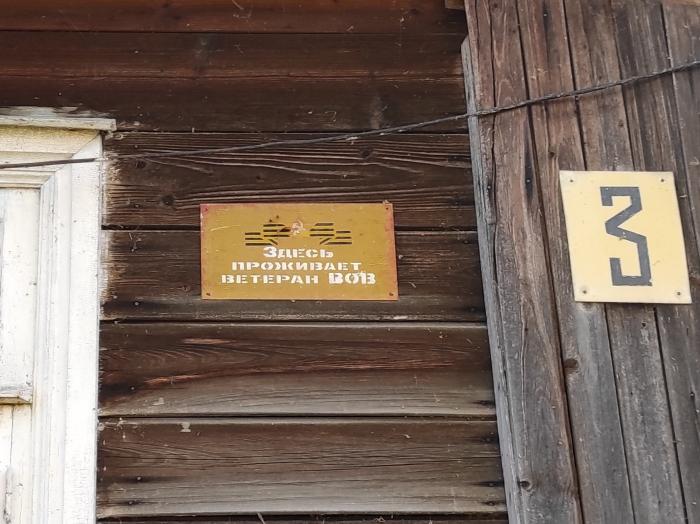 Здесь
проживает
ветеран ВОВ
3